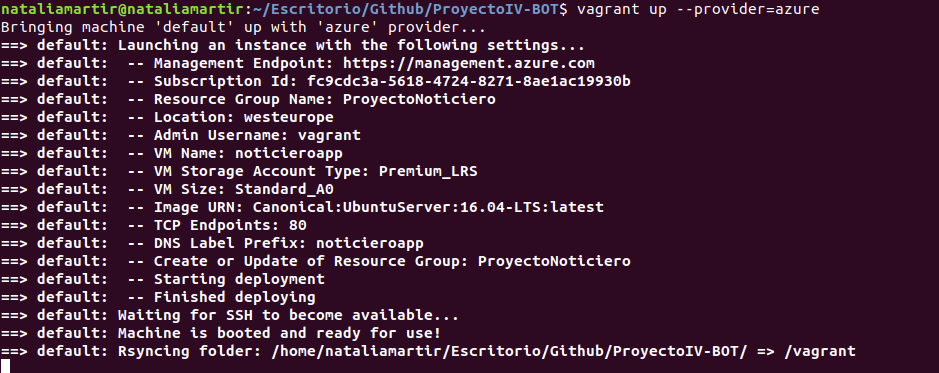 nataliamartir@nataliamartir:~/Escritorio/Github/ProyectoIV-BOT$ vagrant up --provider=azure
Bringing machine 'default' up with 'azure' provider...
==> default: Launching an instance with the following settings...
==> default:  -- Management Endpoint: https://management.azure.com
==> default:  -- Subscription Id: fc9cdc3a-5618-4724-8271-8ae1ac19930b
==> default:  -- Resource Group Name: ProyectoNoticiero
==> default:  -- Location: westeurope
==> default:  -- Admin Username: vagrant
==> default:  -- VM Name: noticieroapp
==> default:  -- VM Storage Account Type: Premium_LRS
==> default:  -- VM Size: Standard_A0
==> default:  -- Image URN: Canonical:UbuntuServer:16.04-LTS:latest
==> default:  -- TCP Endpoints: 80
==> default:  -- DNS Label Prefix: noticieroapp
==> default:  -- Create or Update of Resource Group: ProyectoNoticiero
==> default:  -- Starting deployment
==> default:  -- Finished deploying
==> default: Waiting for SSH to become available...
==> default: Machine is booted and ready for use!
==> default: Rsyncing folder: /home/nataliamartir/Escritorio/Github/ProyectoIV-BOT/ => /vagrant